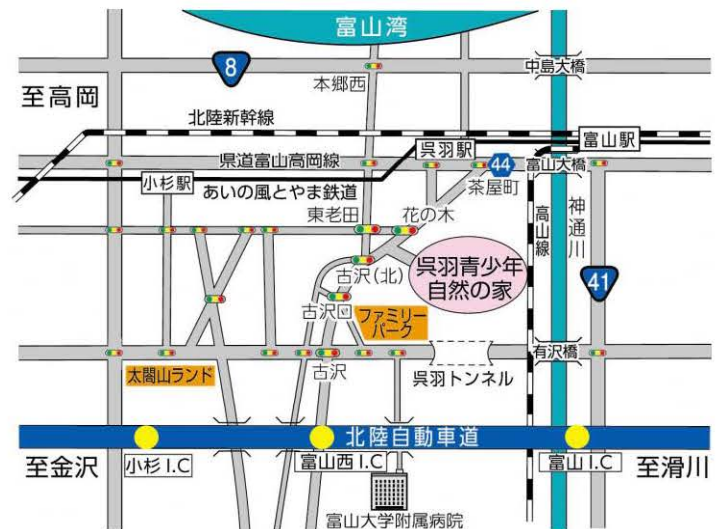 富山湾
8
中島大橋
至高岡
本郷西
北陸新幹線
呉羽駅
富山駅
県道富山高岡線
44
富山大橋
小杉駅
あいの風とやま鉄道
茶屋町
東老田
花の木
高山線
神通川
古沢(北)
呉羽青少年
自然の家
41
古沢口
ファミリー
パーク
有沢橋
太閤山ランド
古沢
呉羽トンネル
北陸自動車道
至金沢
小杉 I.C
富山西 I.C
富山 I.C
至滑川
富山大学附属病院